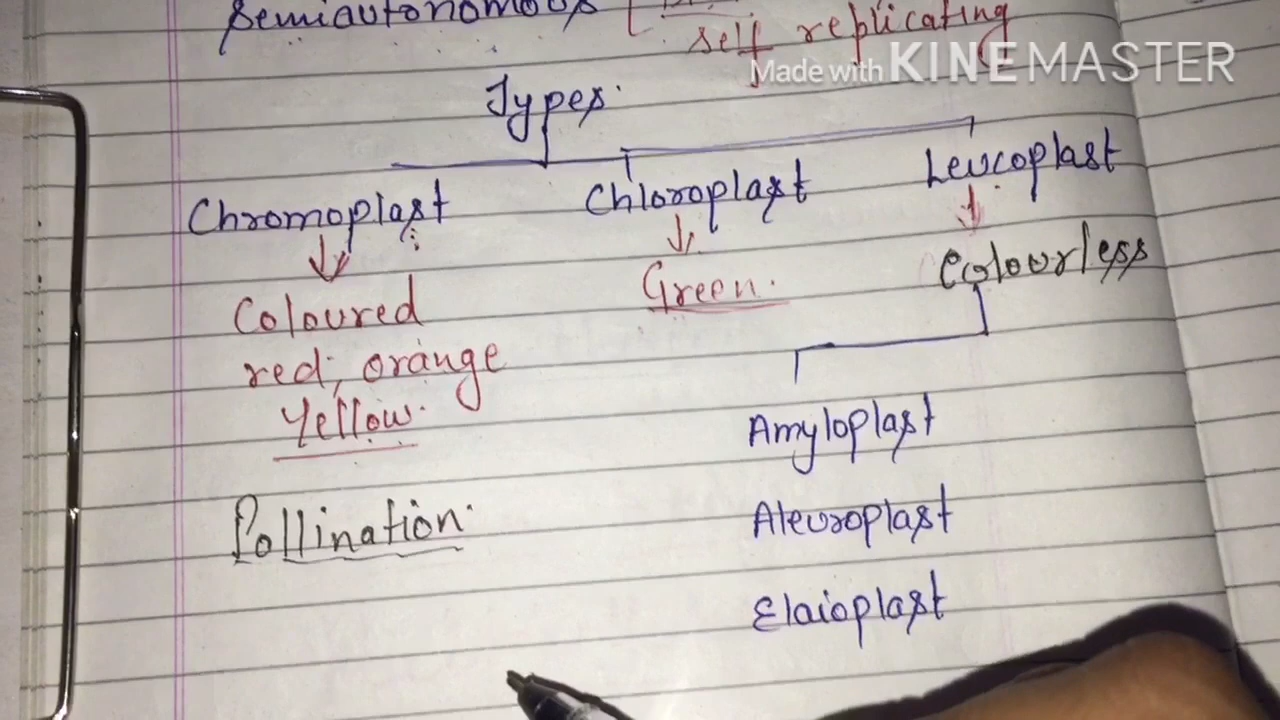 Semiautonomous
self replicating
Made with KINEMASTER
Types
Chromoplast Chloroplast Leucoplast
Coloured Green. Colourless
red, orange
Yellow.
Amyloplast
Pollination.
Aleuroplast
Elaioplast